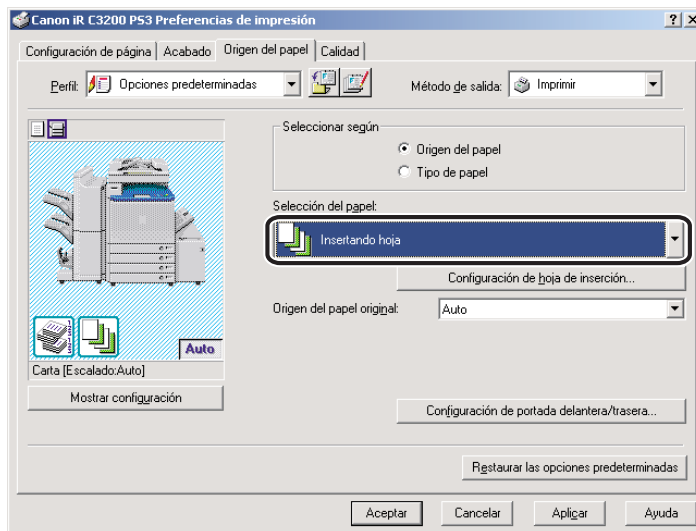 Canon iR C3200 PS3 Preferencias de impresión
Configuración de página Acabado Origen del papel Calidad
Perfil: Opciones predeterminadas Método de salida: Imprimir
Seleccionar según
Origen del papel
Tipo de papel
Selección del papel:
Insertando hoja
Configuración de hoja de inserción...
Origen del papel original: Auto
Auto
Carta [Escalado:Auto]
Mostrar configuración
Configuración de portada delantera/trasera...
Restaurar las opciones predeterminadas
Aceptar Cancelar Aplicar Ayuda